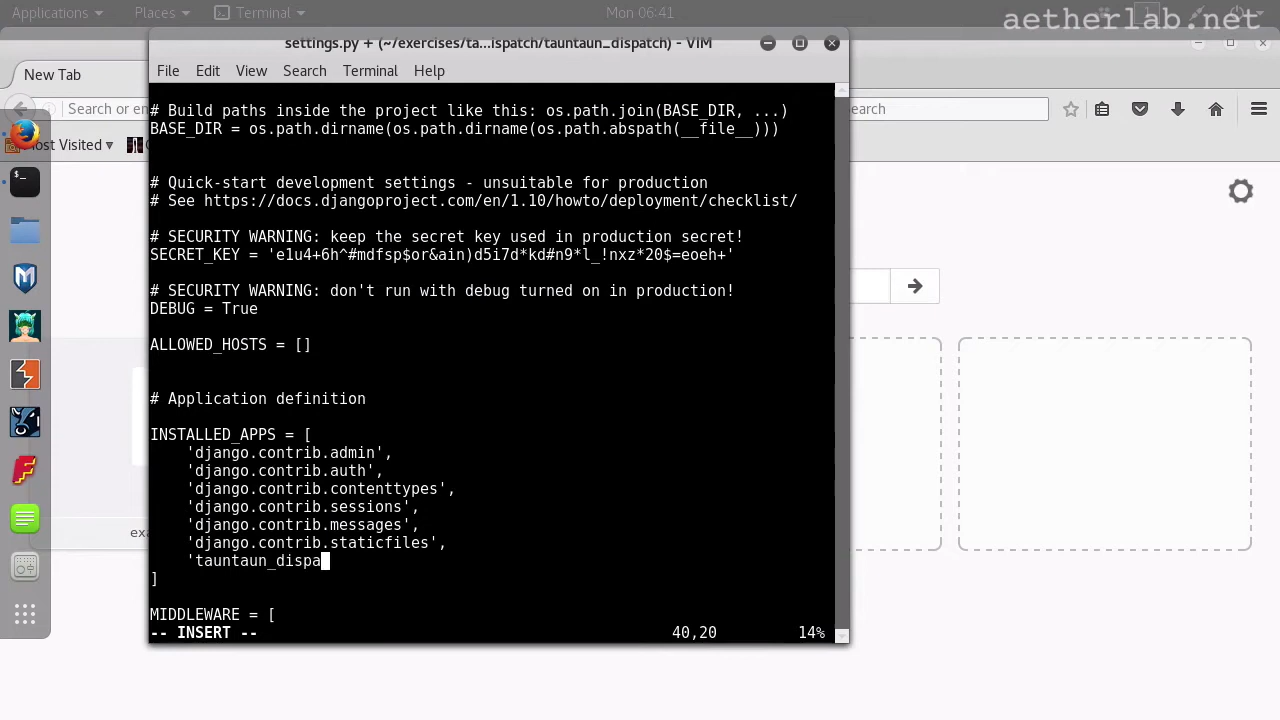 Applications Places Terminal Mon 06:41 1
aetherlab.net
settings.py + (~/exercises/ta...ispatch/tauntaun_dispatch) - VIM
New Tab
File Edit View Search Terminal Help
Search or en
earch
Most Visited
# Build paths inside the project like this: os.path.join(BASE_DIR, ...)
BASE_DIR = os.path.dirname(os.path.dirname(os.path.abspath(__file__)))
# Quick-start development settings - unsuitable for production
# See https://docs.djangoproject.com/en/1.10/howto/deployment/checklist/
# SECURITY WARNING: keep the secret key used in production secret!
SECRET_KEY = 'e1u4+6h^#mdfsp$or&ain)d5i7d*kd#n9*l_!nxz*20$=eoeh+'
# SECURITY WARNING: don't run with debug turned on in production!
DEBUG = True
ALLOWED_HOSTS = []
# Application definition
INSTALLED_APPS = [
'django.contrib.admin',
'django.contrib.auth',
'django.contrib.contenttypes',
'django.contrib.sessions',
'django.contrib.messages',
'django.contrib.staticfiles',
'tauntaun_dispa
]
exa
MIDDLEWARE = [
-- INSERT -- 40,20 14%